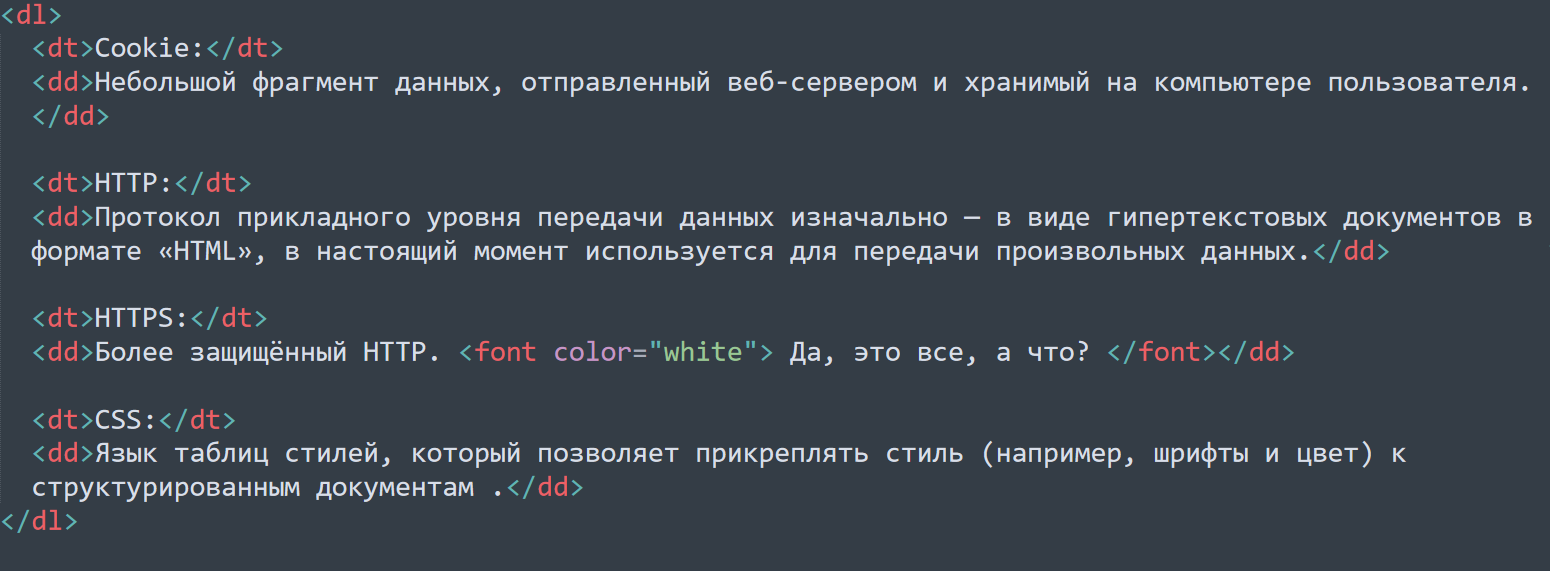 <dl>
<dt>Cookie:</dt>
<dd>Небольшой фрагмент данных, отправленный веб-сервером и хранимый на компьютере пользователя.
</dd>
<dt>HTTP:</dt>
<dd>Протокол прикладного уровня передачи данных изначально — в виде гипертекстовых документов в
формате «HTML», в настоящий момент используется для передачи произвольных данных.</dd>
<dt>HTTPS:</dt>
<dd>Более защищённый HTTP. <font color="white"> Да, это все, а что? </font></dd>
<dt>CSS:</dt>
<dd>Язык таблиц стилей, который позволяет прикреплять стиль (например, шрифты и цвет) к
структурированным документам .</dd>
</dl>